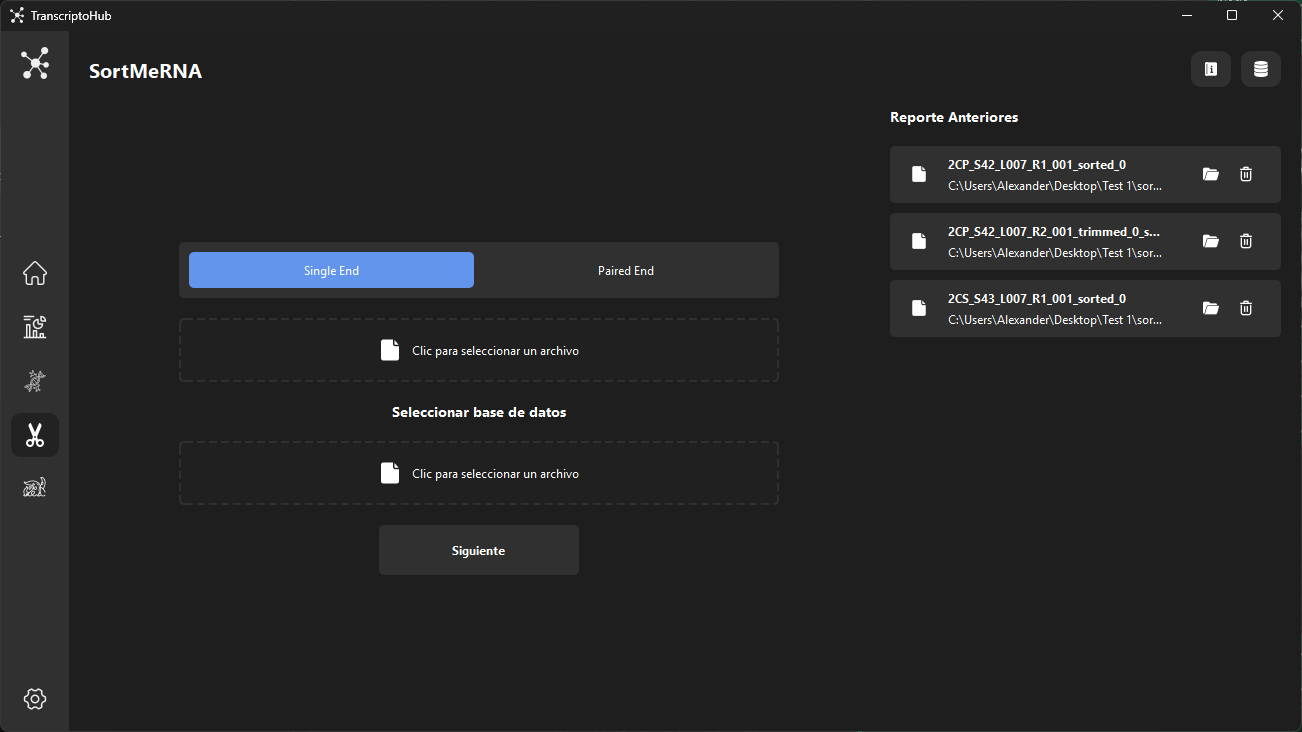 TranscriptoHub
SortMeRNA
Single End
Paired End
Clic para seleccionar un archivo
Seleccionar base de datos
Clic para seleccionar un archivo
Siguiente
Reporte Anteriores
2CP_S42_L007_R1_001_sorted_0
C:\Users\Alexander\Desktop\Test 1\sor...
2CP_S42_L007_R2_001_trimmed_0_s...
C:\Users\Alexander\Desktop\Test 1\sor...
2CS_S43_L007_R1_001_sorted_0
C:\Users\Alexander\Desktop\Test 1\sor...